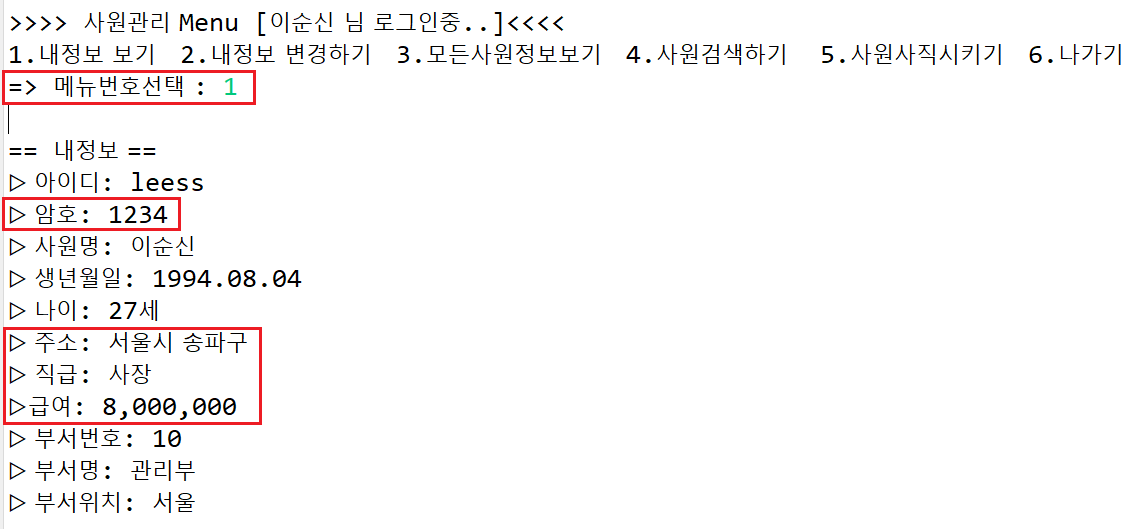 >>>> 사원관리 Menu [이순신 님 로그인중..]<<<<
1.내정보 보기 2.내정보 변경하기 3.모든사원정보보기 4.사원검색하기 5.사원사직시키기 6.나가기
=> 메뉴번호선택 : 1
== 내정보 ==
▷ 아이디: leess
▷ 암호: 1234
▷ 사원명: 이순신
▷ 생년월일: 1994.08.04
▷ 나이: 27세
▷ 주소: 서울시 송파구
▷ 직급: 사장
▷급여: 8,000,000
▷ 부서번호: 10
▷ 부서명: 관리부
▷ 부서위치: 서울